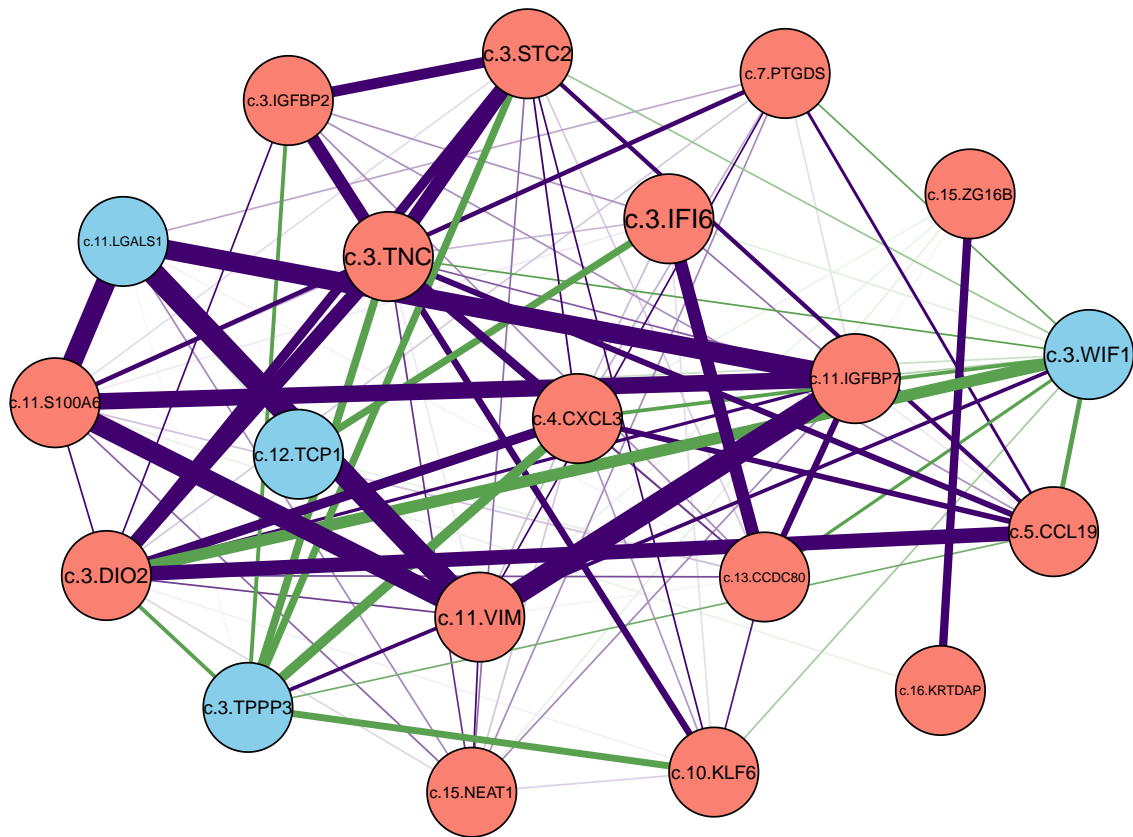 c.3.STC2
c.7.PTGDS
c.3.IGFBP2
c.15.ZG16B
c.3.IFI6
c.11.LGALS1
c.3.TNC
c.3.WIF1
c.11.IGFBP7
c.11.S100A6
c.4.CXCL3
c.12.TCP1
c.5.CCL19
c.3.DIO2
c.13.CCDC80
c.11.VIM
c.16.KRTDAP
c.3.TPPP3
c.10.KLF6
c.15.NEAT1